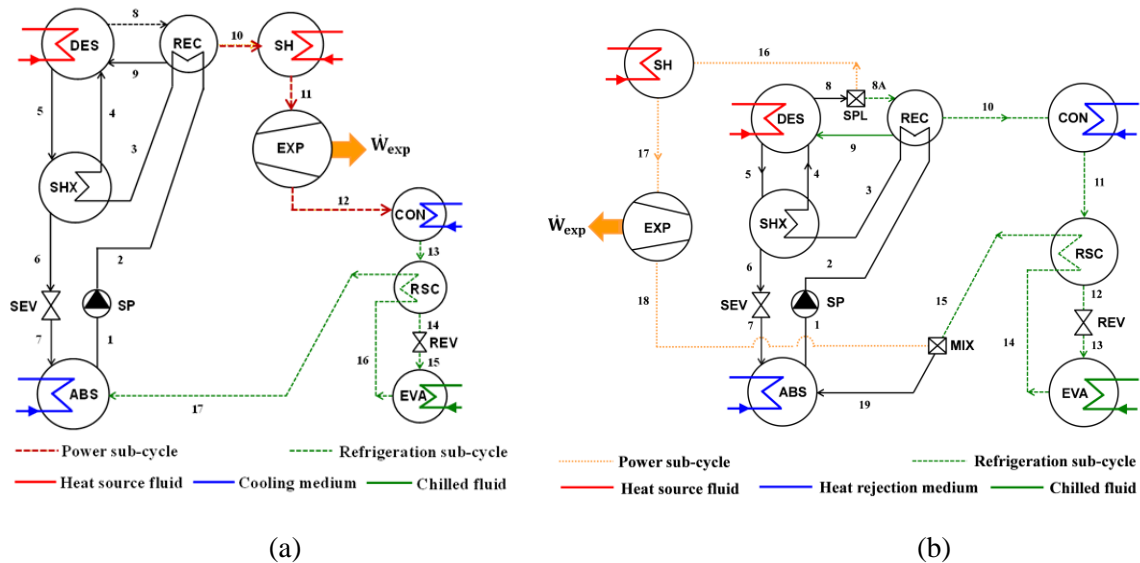 8
10
DES
REC
SH
9
11
5
4
3
EXP
Ẇexp
SHX
12
CON
6
2
13
RSC
SEV
SP
14
REV
7
1
16
15
ABS
EVA
17
Power sub-cycle
Refrigeration sub-cycle
Heat source fluid
Cooling medium
Chilled fluid
(a)
16
SH
8
8A
10
DES
SPL
REC
CON
9
17
5
4
3
11
Ẇexp
EXP
SHX
RSC
6
2
18
15
12
SEV
SP
REV
7
1
14
13
MIX
ABS
19
EVA
Power sub-cycle
Refrigeration sub-cycle
Heat source fluid
Heat rejection medium
Chilled fluid
(b)